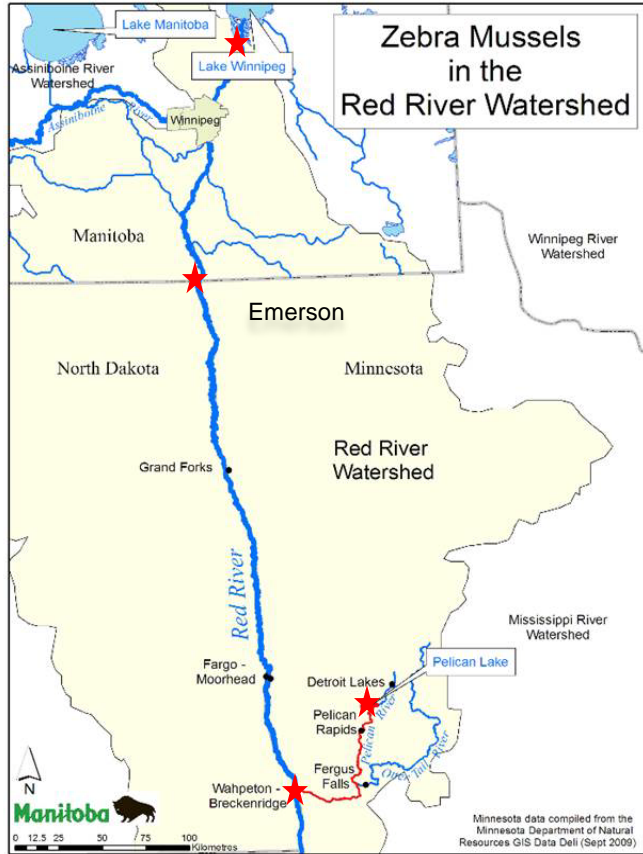 Zebra Mussels
in the
Red River Watershed
Lake Manitoba
Lake Winnipeg
Assiniboine River
Watershed
Assiniboine River
Winnipeg
Manitoba
Winnipeg River
Watershed
Emerson
North Dakota
Minnesota
Red River
Watershed
Grand Forks
Red River
Mississippi River
Watershed
Fargo -
Moorhead
Detroit Lakes
Pelican Lake
Pelican
Rapids
Pelican River
Fergus
Falls
Otter Tail River
Wahpeton -
Breckenridge
N
Manitoba
0 12.5 25 50 75 100
Kilometres
Minnesota data compiled from the
Minnesota Department of Natural
Resources GIS Data Deli (Sept 2009)